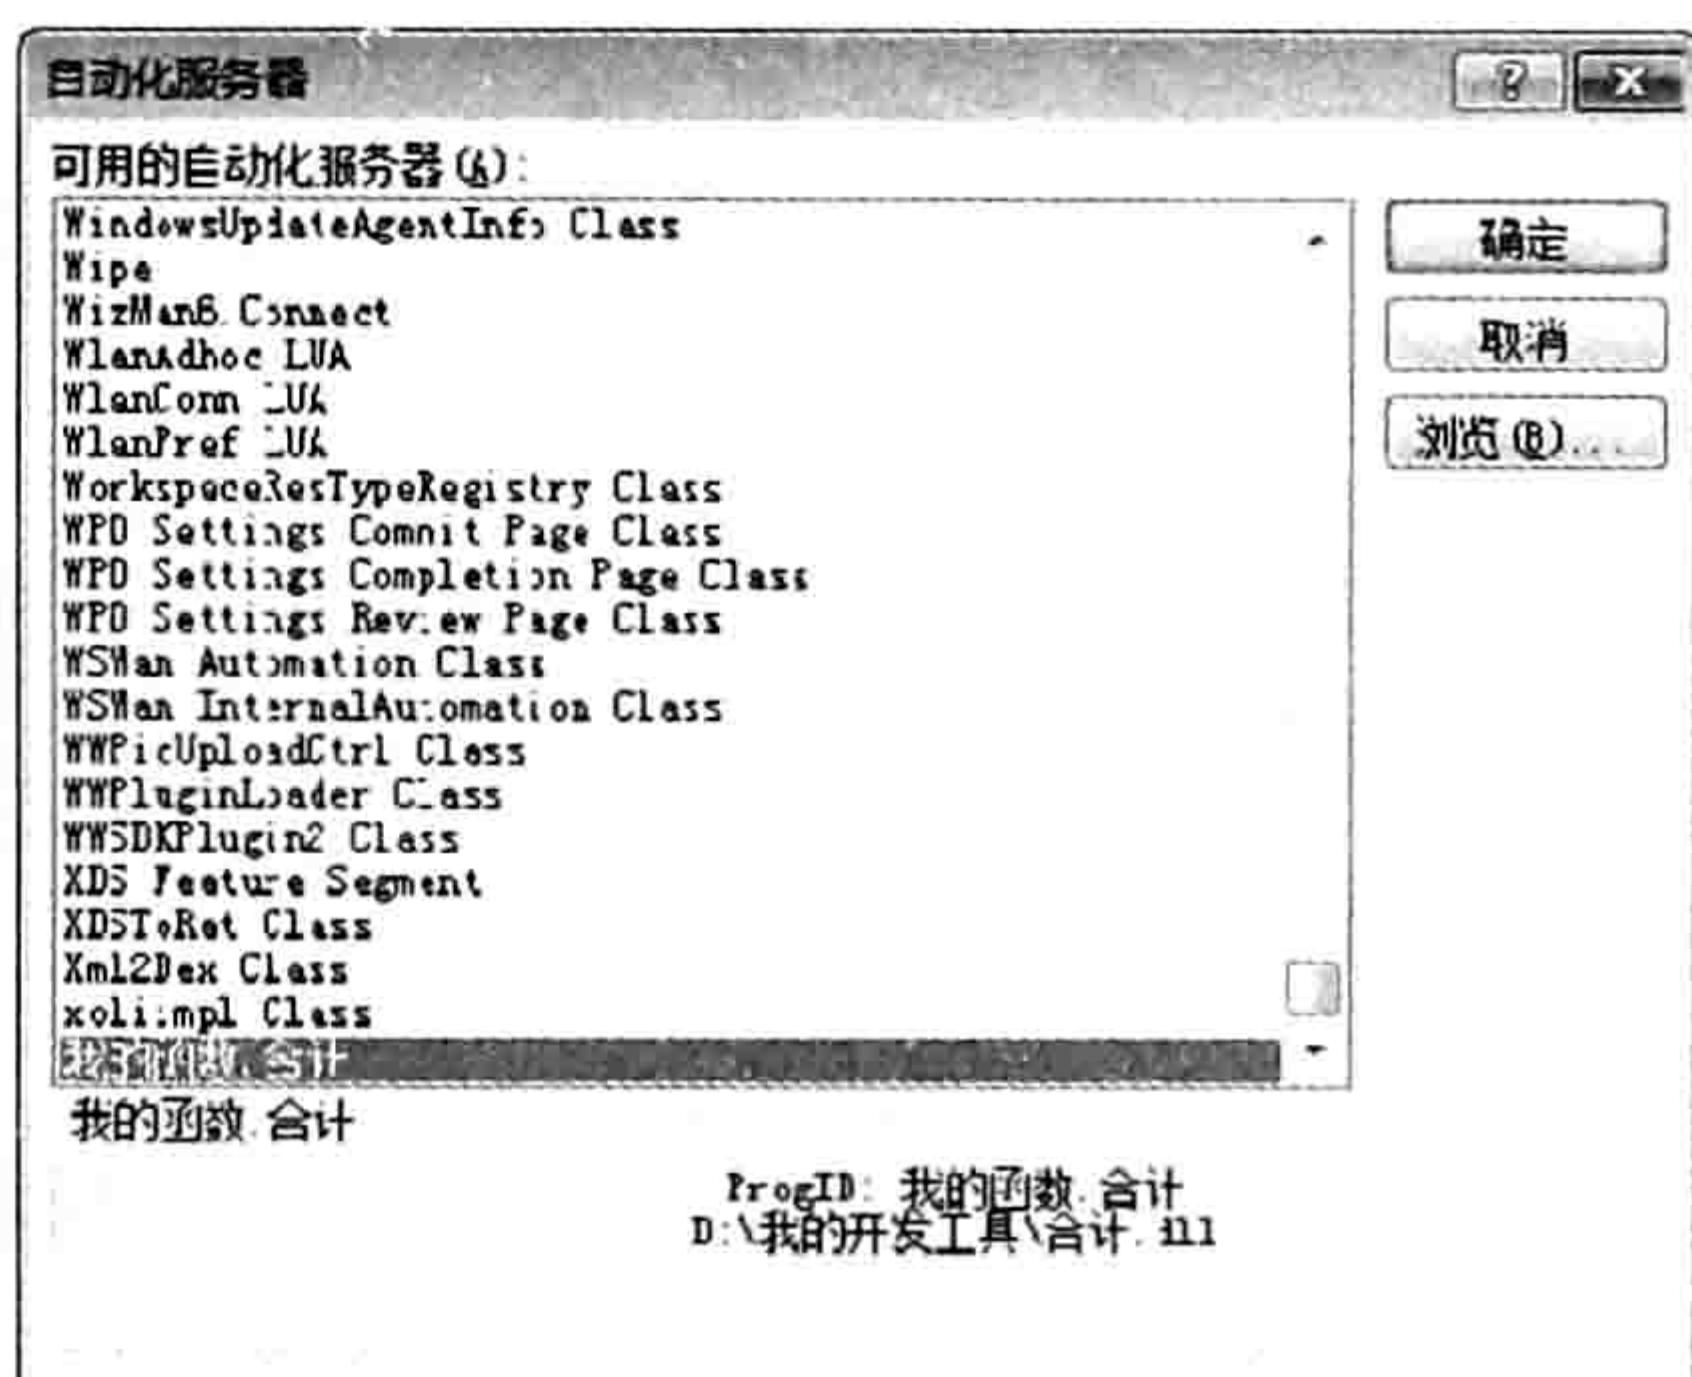 自动化服务器
可用的自动化服务器(A):
WindowsUpdateAgentInfo Class
Wipe
WizMan6.Connect
WlanAdhoc LUA
WlanConn LUA
WlanPref LUA
WorkspaceResTypeRegistry Class
WPD Settings Commit Page Class
WPD Settings Completion Page Class
WPD Settings Review Page Class
WSMan Automation Class
WSMan InternalAutomation Class
WWPicUploadCtrl Class
WWPluginLoader Class
WWSDKPlugin2 Class
XDS Feature Segment
XDSToRat Class
Xml2Dex Class
xolimpl Class
我的函数.合计
我的函数.合计
ProgID: 我的函数.合计
D:\我的开发工具\合计.dll
确定
取消
浏览(B)...